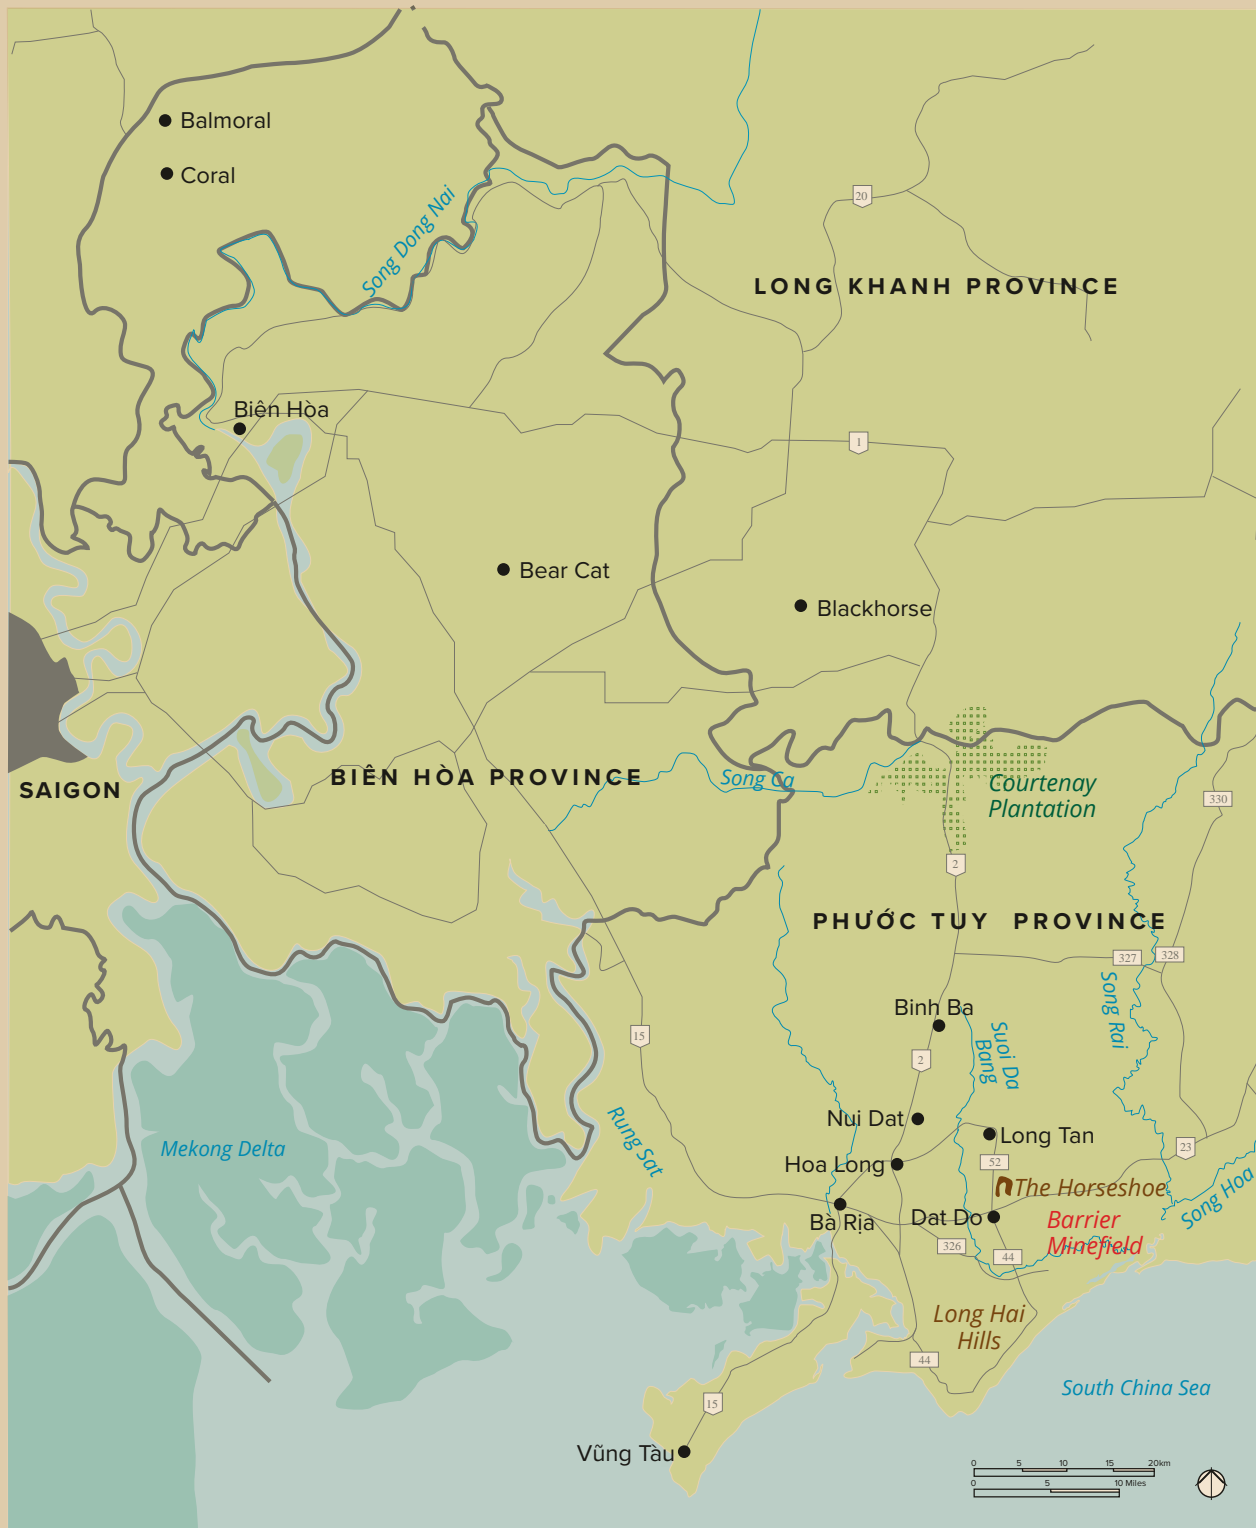 Balmoral
Coral
Song Dong Nai
20
LONG KHANH PROVINCE
Biên Hòa
1
Bear Cat
Blackhorse
SAIGON
BIÊN HÒA PROVINCE
Song Ca
Courtenay
Plantation
330
2
PHƯỚC TUY PROVINCE
327
328
Song Rai
Binh Ba
15
2
Suoi Da
Bang
Rung Sat
Nui Dat
Long Tan
Mekong Delta
23
Hoa Long
52
The Horseshoe
Song Hoa
Bà Rịa
Dat Do
Barrier
Minefield
326
44
Long Hai
Hills
44
South China Sea
15
Vũng Tàu
0 5 10 15 20km
0 5 10 Miles